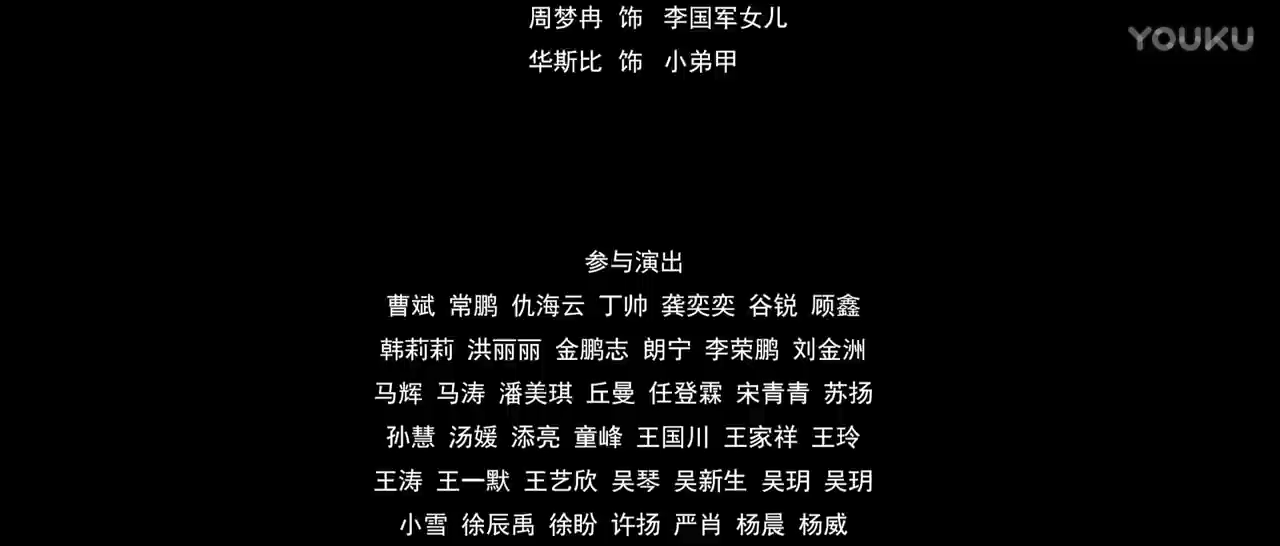 周梦冉 饰 李国军女儿
YOUKU
华斯比 饰 小弟甲
参与演出
曹斌 常鹏 仇海云 丁帅 龚奕奕 谷锐 顾鑫
韩莉莉 洪丽丽 金鹏志 朗宁 李荣鹏 刘金洲
马辉 马涛 潘美琪 丘曼 任登霖 宋青青 苏扬
孙慧 汤媛 添亮 童峰 王国川 王家祥 王玲
王涛 王一默 王艺欣 吴琴 吴新生 吴玥 吴玥
小雪 徐辰禹 徐盼 许扬 严肖 杨晨 杨威